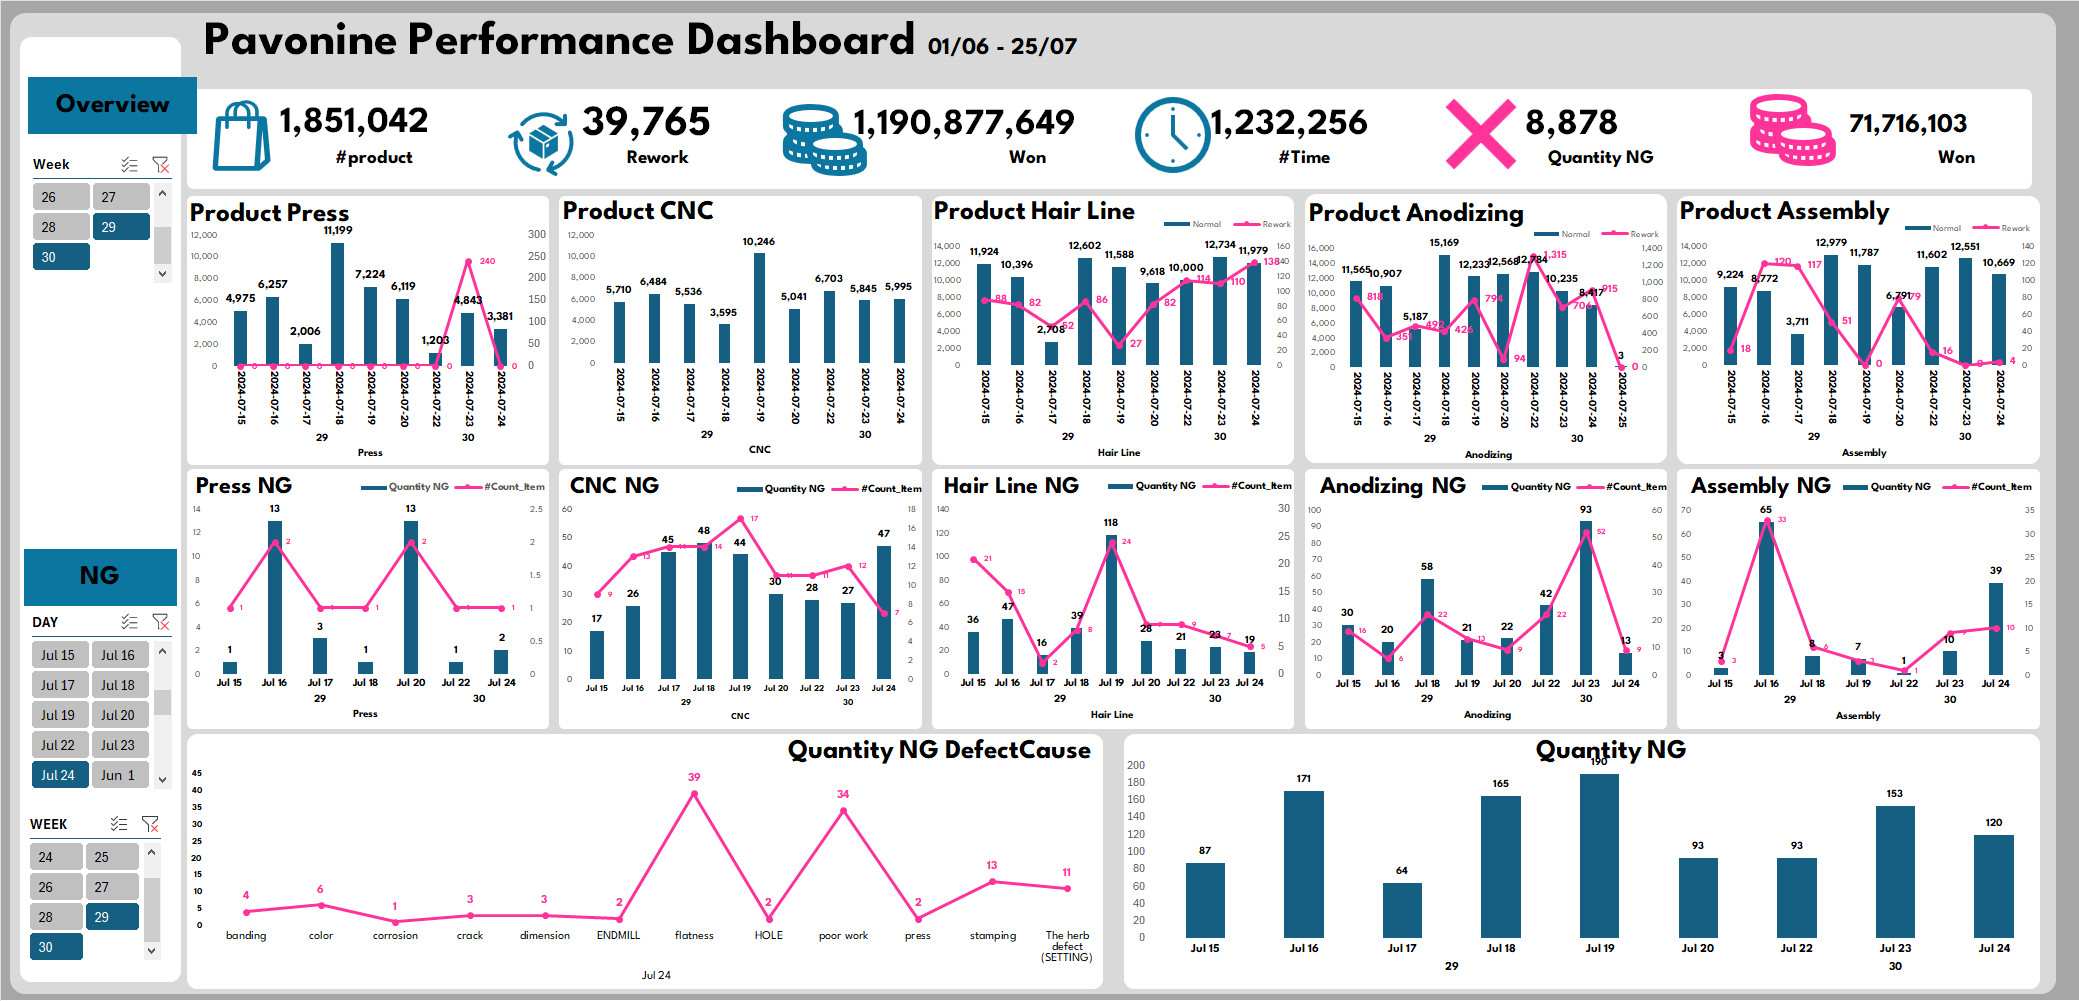 Pavonine Performance Dashboard 01/06 - 25/07
Overview
1,851,042
#product
39,765
Rework
1,190,877,649
Won
1,232,256
#Time
8,878
Quantity NG
71,716,103
Won
Week
26 27
28 29
30
Product Press
12,000 10,000 8,000 6,000 4,000 2,000 0
300 250 200 150 100 50 0
4,975 6,257 2,006 11,199 7,224 6,119 1,203 4,843 3,381
0 0 0 0 0 0 0 240 0
2024-07-15 2024-07-16 2024-07-17 2024-07-18 2024-07-19 2024-07-20 2024-07-22 2024-07-23 2024-07-24
29 30
Press
Product CNC
12,000 10,000 8,000 6,000 4,000 2,000 0
5,710 6,484 5,536 3,595 10,246 5,041 6,703 5,845 5,995
2024-07-15 2024-07-16 2024-07-17 2024-07-18 2024-07-19 2024-07-20 2024-07-22 2024-07-23 2024-07-24
29 30
CNC
Product Hair Line
Normal Rework
14,000 12,000 10,000 8,000 6,000 4,000 2,000 0
160 140 120 100 80 60 40 20 0
11,924 10,396 2,708 12,602 11,588 9,618 10,000 12,734 11,979
88 82 52 86 27 82 114 110 138
2024-07-15 2024-07-16 2024-07-17 2024-07-18 2024-07-19 2024-07-20 2024-07-22 2024-07-23 2024-07-24
29 30
Hair Line
Product Anodizing
Normal Rework
16,000 14,000 12,000 10,000 8,000 6,000 4,000 2,000 0
1,400 1,200 1,000 800 600 400 200 0
11,565 10,907 5,187 15,169 12,233 12,568 12,784 10,235 8,417 3
818 351 492 426 794 94 1,315 706 915 0
2024-07-15 2024-07-16 2024-07-17 2024-07-18 2024-07-19 2024-07-20 2024-07-22 2024-07-23 2024-07-24 2024-07-25
29 30
Anodizing
Product Assembly
Normal Rework
14,000 12,000 10,000 8,000 6,000 4,000 2,000 0
140 120 100 80 60 40 20 0
9,224 8,772 3,711 12,979 11,787 6,791 11,602 12,551 10,669
18 120 117 51 0 79 16 0 4
2024-07-15 2024-07-16 2024-07-17 2024-07-18 2024-07-19 2024-07-20 2024-07-22 2024-07-23 2024-07-24
29 30
Assembly
NG
DAY
Jul 15 Jul 16
Jul 17 Jul 18
Jul 19 Jul 20
Jul 22 Jul 23
Jul 24 Jun 1
WEEK
24 25
26 27
28 29
30
Press NG
Quantity NG #Count_Item
14 12 10 8 6 4 2 0
2.5 2 1.5 1 0.5 0
1 13 3 1 13 1 2
1 2 1 1 2 1 1
Jul 15 Jul 16 Jul 17 Jul 18 Jul 20 Jul 22 Jul 24
29 30
Press
CNC NG
Quantity NG #Count_Item
60 50 40 30 20 10 0
18 16 14 12 10 8 6 4 2 0
17 26 45 48 44 30 28 27 47
9 13 14 14 17 11 11 12 7
Jul 15 Jul 16 Jul 17 Jul 18 Jul 19 Jul 20 Jul 22 Jul 23 Jul 24
29 30
CNC
Hair Line NG
Quantity NG #Count_Item
140 120 100 80 60 40 20 0
30 25 20 15 10 5 0
36 47 16 39 118 28 21 23 19
21 15 2 8 24 9 9 7 5
Jul 15 Jul 16 Jul 17 Jul 18 Jul 19 Jul 20 Jul 22 Jul 23 Jul 24
29 30
Hair Line
Anodizing NG
Quantity NG #Count_Item
100 90 80 70 60 50 40 30 20 10 0
60 50 40 30 20 10 0
30 20 58 21 22 42 93 13
16 6 22 13 9 22 52 9
Jul 15 Jul 16 Jul 18 Jul 19 Jul 20 Jul 22 Jul 23 Jul 24
29 30
Anodizing
Assembly NG
Quantity NG #Count_Item
70 60 50 40 30 20 10 0
35 30 25 20 15 10 5 0
3 65 8 7 1 10 39
3 33 6 3 1 9 10
Jul 15 Jul 16 Jul 18 Jul 19 Jul 22 Jul 23 Jul 24
29 30
Assembly
Quantity NG DefectCause
45 40 35 30 25 20 15 10 5 0
4 6 1 3 3 2 39 2 34 2 13 11
banding color corrosion crack dimension ENDMILL flatness HOLE poor work press stamping The herb defect (SETTING)
Jul 24
Quantity NG
200 180 160 140 120 100 80 60 40 20 0
87 171 64 165 190 93 93 153 120
Jul 15 Jul 16 Jul 17 Jul 18 Jul 19 Jul 20 Jul 22 Jul 23 Jul 24
29 30